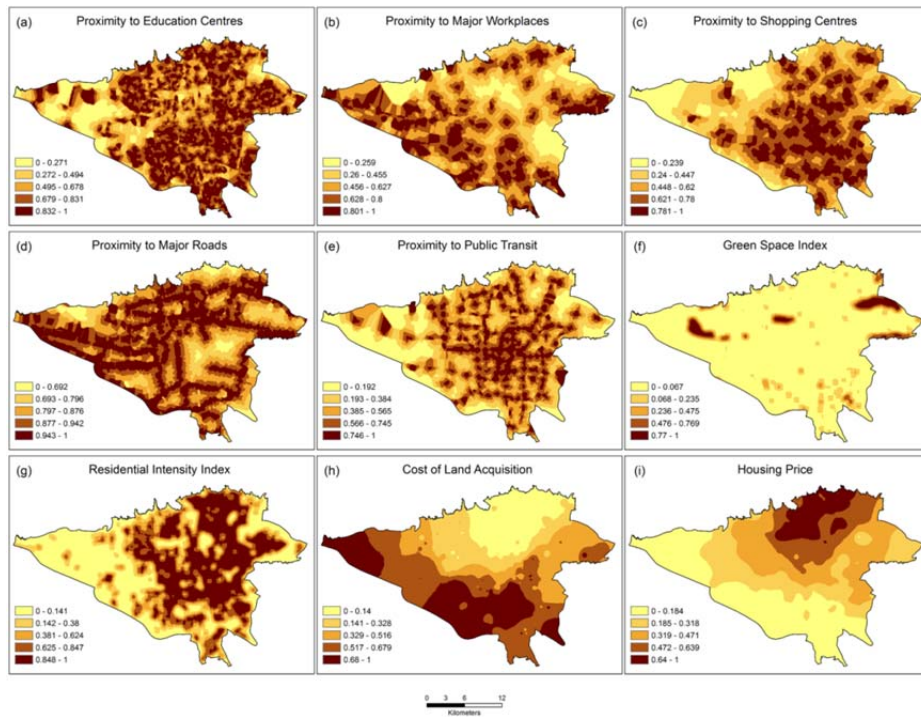 (a) Proximity to Education Centres
0 - 0.271
0.272 - 0.494
0.495 - 0.678
0.679 - 0.831
0.832 - 1
(b) Proximity to Major Workplaces
0 - 0.259
0.26 - 0.455
0.456 - 0.627
0.628 - 0.8
0.801 - 1
(c) Proximity to Shopping Centres
0 - 0.239
0.24 - 0.447
0.448 - 0.62
0.621 - 0.78
0.781 - 1
(d) Proximity to Major Roads
0 - 0.692
0.693 - 0.796
0.797 - 0.876
0.877 - 0.942
0.943 - 1
(e) Proximity to Public Transit
0 - 0.192
0.193 - 0.384
0.385 - 0.565
0.566 - 0.745
0.746 - 1
(f) Green Space Index
0 - 0.067
0.068 - 0.235
0.236 - 0.475
0.476 - 0.769
0.77 - 1
(g) Residential Intensity Index
0 - 0.141
0.142 - 0.38
0.381 - 0.624
0.625 - 0.847
0.848 - 1
(h) Cost of Land Acquisition
0 - 0.14
0.141 - 0.328
0.329 - 0.516
0.517 - 0.679
0.68 - 1
(i) Housing Price
0 - 0.184
0.185 - 0.318
0.319 - 0.471
0.472 - 0.639
0.64 - 1
0 3 6 12
Kilometers